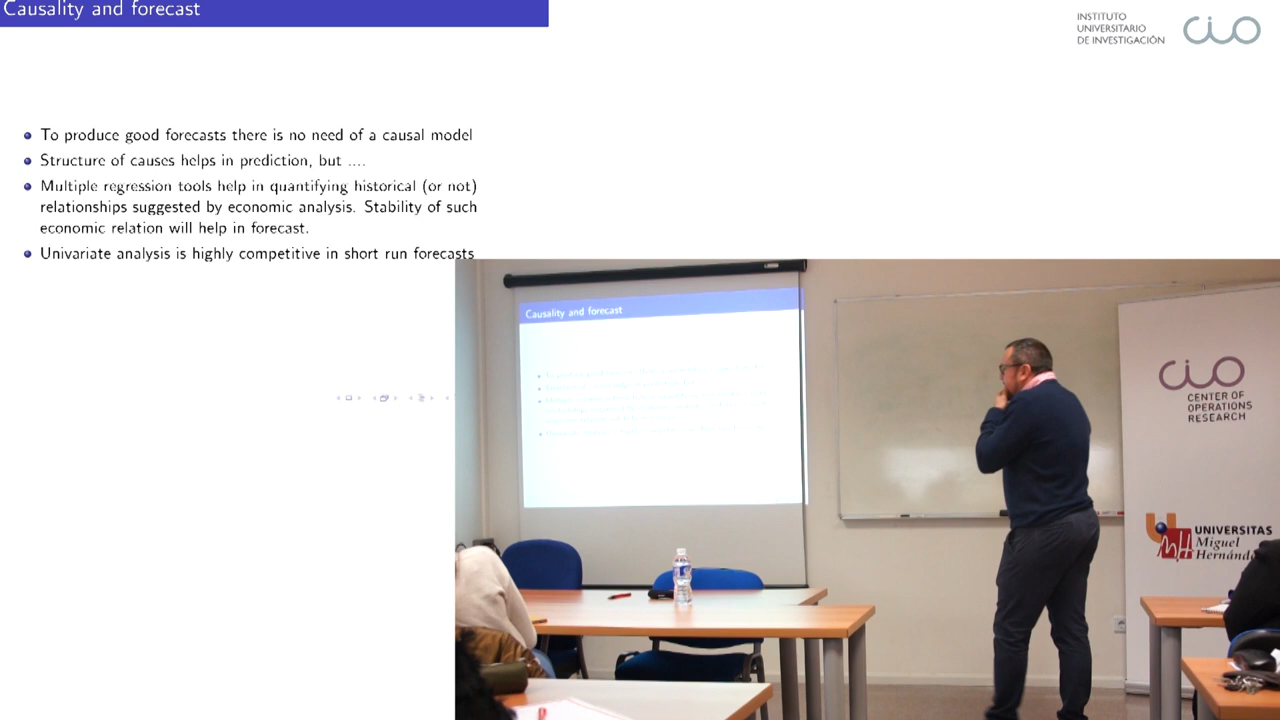 Causality and forecast
INSTITUTO
UNIVERSITARIO
DE INVESTIGACIÓN
CIO
To produce good forecasts there is no need of a causal model
Structure of causes helps in prediction, but ....
Multiple regression tools help in quantifying historical (or not)
relationships suggested by economic analysis. Stability of such
economic relation will help in forecast.
Univariate analysis is highly competitive in short run forecasts
Causality and forecast
CIO
CENTER OF
OPERATIONS
RESEARCH
UNIVERSITAS
Miguel
Hernánde